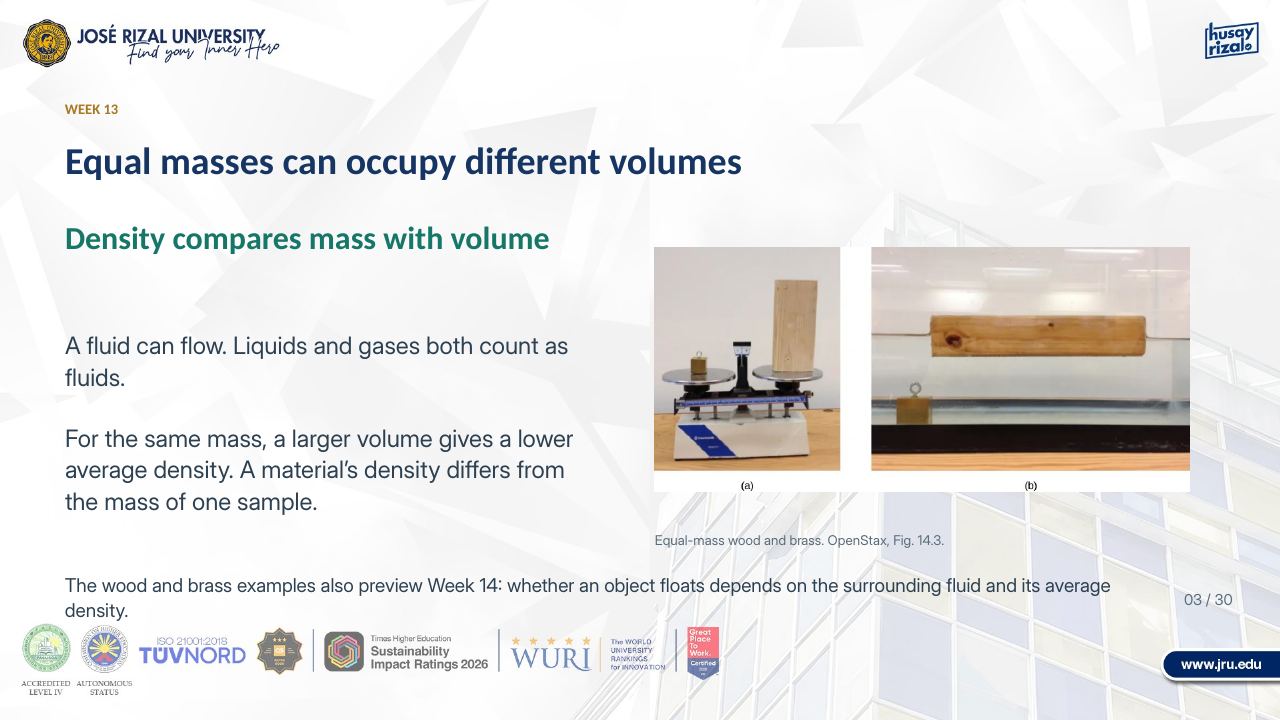 JOSÉ RIZAL UNIVERSITY
Find your Inner Hero
husay
rizal
WEEK 13
Equal masses can occupy different volumes
Density compares mass with volume
A fluid can flow. Liquids and gases both count as
fluids.
For the same mass, a larger volume gives a lower
average density. A material’s density differs from
the mass of one sample.
(a)
(b)
Equal-mass wood and brass. OpenStax, Fig. 14.3.
The wood and brass examples also preview Week 14: whether an object floats depends on the surrounding fluid and its average
density.
03 / 30
ACCREDITED
LEVEL IV
AUTONOMOUS
STATUS
ISO 21001:2018
TÜVNORD
Times Higher Education
Sustainability
Impact Ratings 2026
WURI
The WORLD
UNIVERSITY
RANKINGS
for INNOVATION
Great
Place
To
Work.
Certified
www.jru.edu